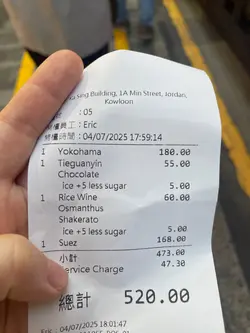 Building, 1A Min Street, Jordan,
Kowloon
: 05
員工 : Eric
時間 : 04/07/2025 17:59:14
1 Yokohama 180.00
1 Tieguanyin 55.00
Chocolate
ice +5 less sugar 5.00
1 Rice Wine 60.00
Osmanthus
Shakerato
ice +5 less sugar 5.00
1 Suez 168.00
小計 473.00
Service Charge 47.30
總計 520.00
Eric : 04/07/2025 18:01:47